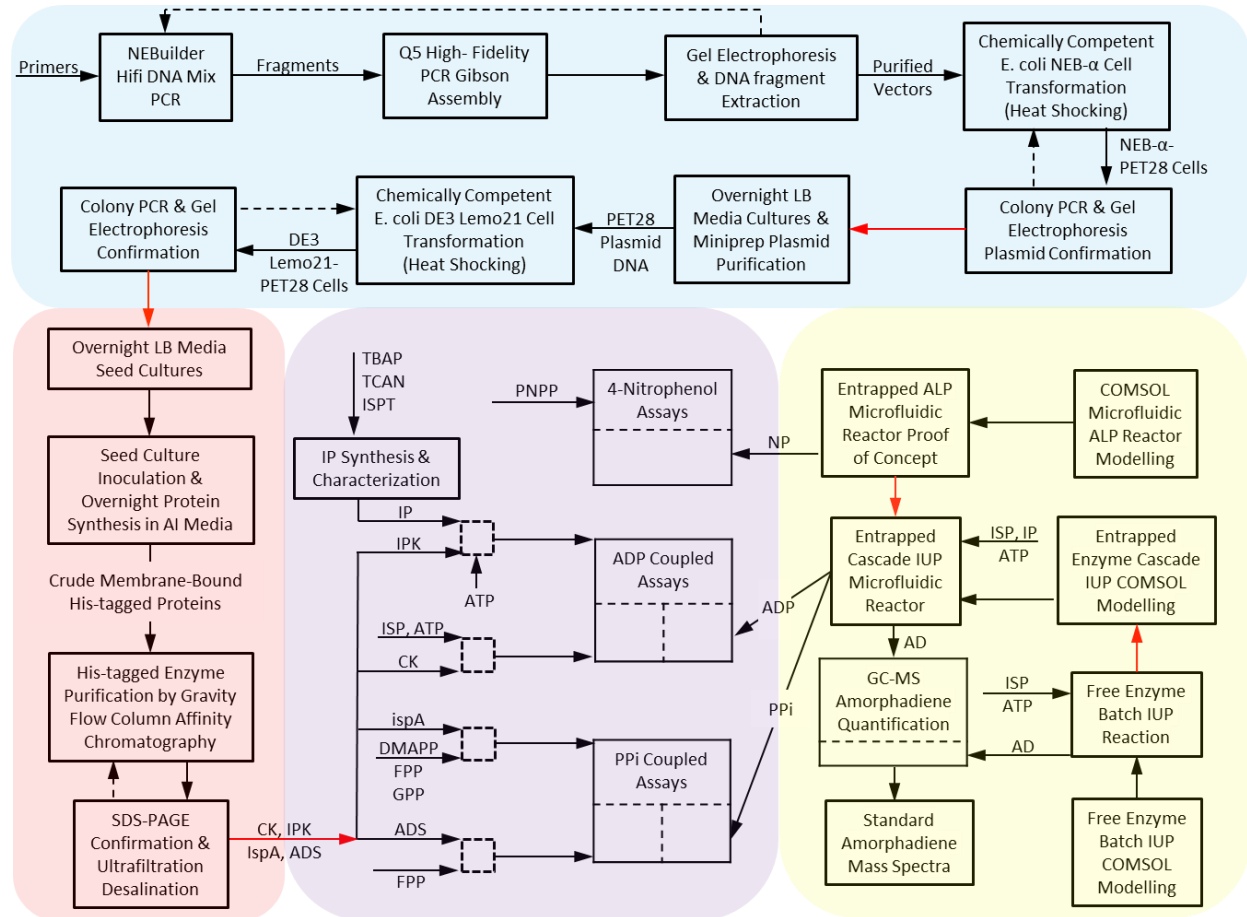 Primers
NEBuilder
Hifi DNA Mix
PCR
Fragments
Q5 High- Fidelity
PCR Gibson
Assembly
Gel Electrophoresis
& DNA fragment
Extraction
Purified
Vectors
Chemically Competent
E. coli NEB-α Cell
Transformation
(Heat Shocking)
NEB-α-
PET28 Cells
Colony PCR & Gel
Electrophoresis
Plasmid Confirmation
Overnight LB
Media Cultures &
Miniprep Plasmid
Purification
PET28
Plasmid
DNA
Chemically Competent
E. coli DE3 Lemo21 Cell
Transformation
(Heat Shocking)
DE3
Lemo21-
PET28 Cells
Colony PCR & Gel
Electrophoresis
Confirmation
Overnight LB Media
Seed Cultures
Seed Culture
Inoculation &
Overnight Protein
Synthesis in AI Media
Crude Membrane-Bound
His-tagged Proteins
His-tagged Enzyme
Purification by Gravity
Flow Column Affinity
Chromatography
SDS-PAGE
Confirmation &
Ultrafiltration
Desalination
CK, IPK
IspA, ADS
TBAP
TCAN
ISPT
IP Synthesis &
Characterization
IP
IPK
ATP
ISP, ATP
CK
ispA
DMAPP
FPP
GPP
ADS
FPP
PNPP
4-Nitrophenol
Assays
NP
ADP Coupled
Assays
ADP
PPi Coupled
Assays
PPi
Entrapped ALP
Microfluidic
Reactor Proof
of Concept
COMSOL
Microfluidic
ALP Reactor
Modelling
Entrapped
Cascade IUP
Microfluidic
Reactor
ISP, IP
ATP
Entrapped
Enzyme Cascade
IUP COMSOL
Modelling
AD
GC-MS
Amorphadiene
Quantification
ISP
ATP
Free Enzyme
Batch IUP
Reaction
AD
Standard
Amorphadiene
Mass Spectra
Free Enzyme
Batch IUP
COMSOL
Modelling